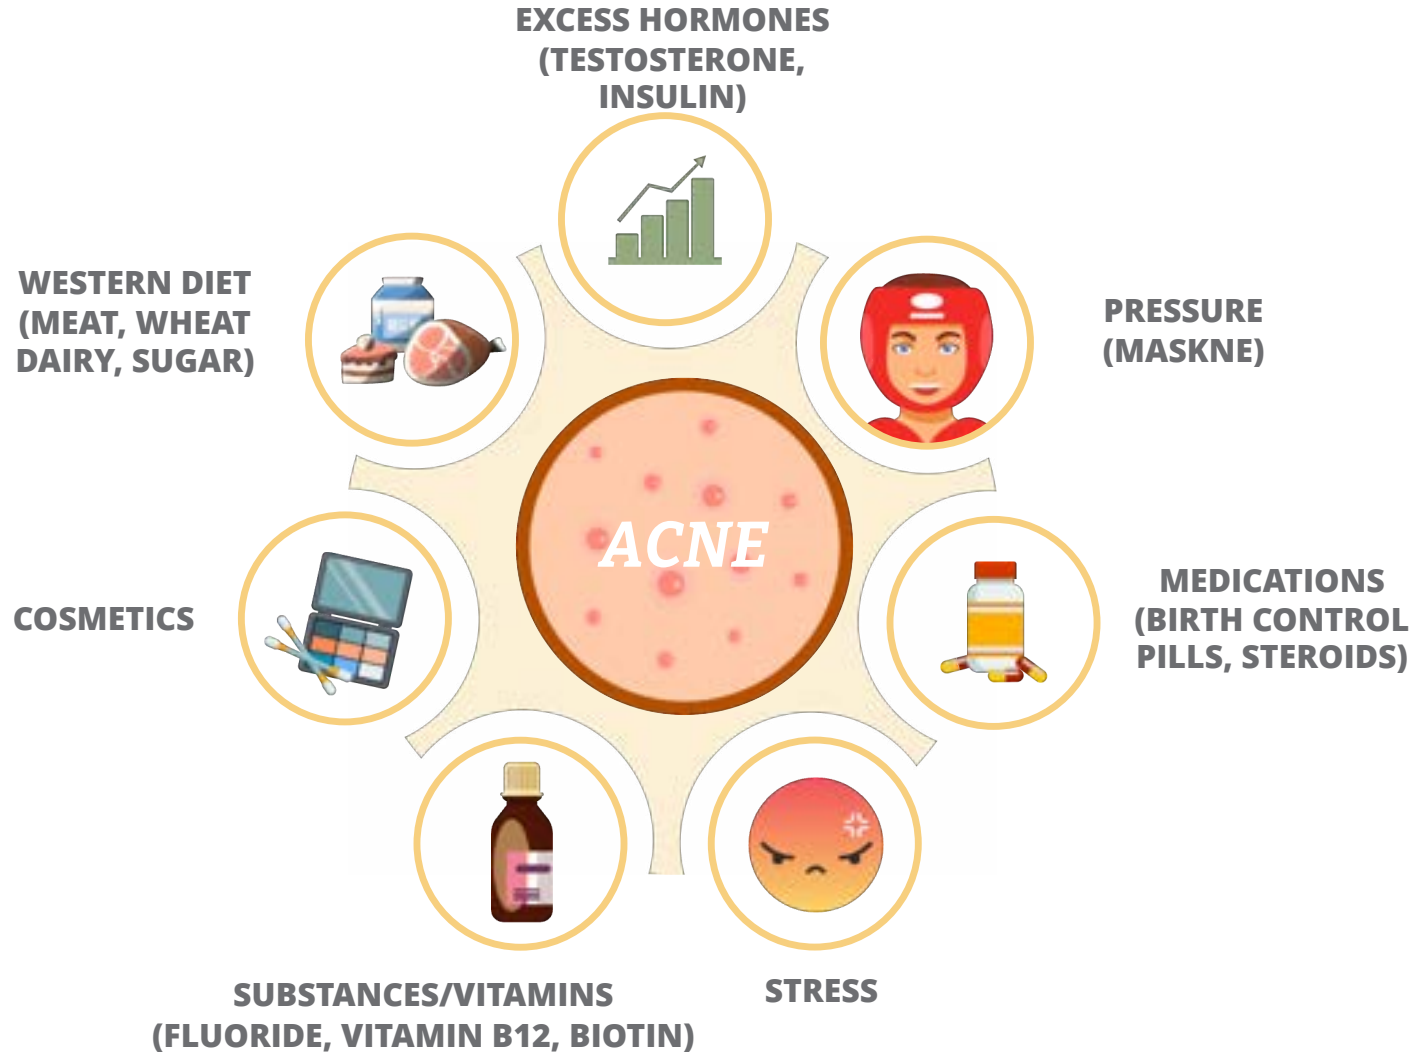 EXCESS HORMONES
(TESTOSTERONE,
INSULIN)
WESTERN DIET
(MEAT, WHEAT
DAIRY, SUGAR)
PRESSURE
(MASKNE)
ACNE
COSMETICS
MEDICATIONS
(BIRTH CONTROL
PILLS, STEROIDS)
SUBSTANCES/VITAMINS
(FLUORIDE, VITAMIN B12, BIOTIN)
STRESS